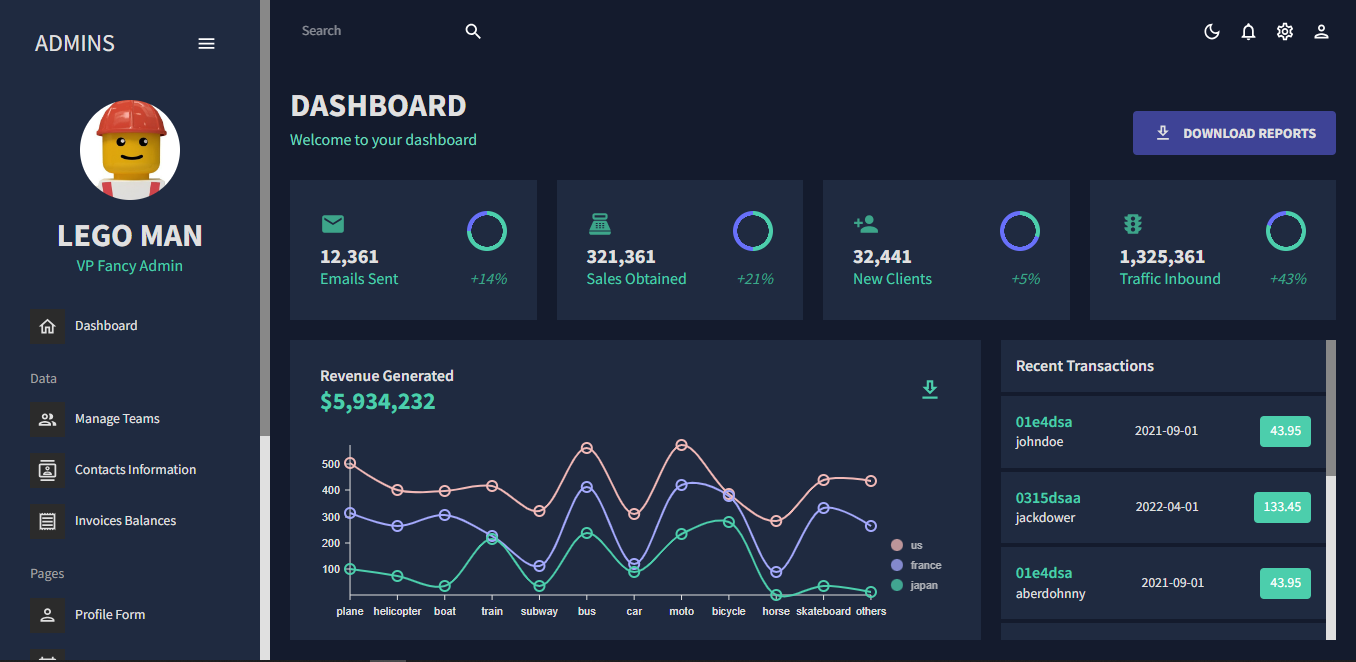 ADMINS
LEGO MAN
VP Fancy Admin
Dashboard
Data
Manage Teams
Contacts Information
Invoices Balances
Pages
Profile Form
Search
DASHBOARD
Welcome to your dashboard
DOWNLOAD REPORTS
12,361
Emails Sent
+14%
321,361
Sales Obtained
+21%
32,441
New Clients
+5%
1,325,361
Traffic Inbound
+43%
Revenue Generated
$5,934,232
500
400
300
200
100
plane helicopter boat train subway bus car moto bicycle horse skateboard others
us
france
japan
Recent Transactions
01e4dsa
johndoe
2021-09-01
43.95
0315dsaa
jackdower
2022-04-01
133.45
01e4dsa
aberdohnny
2021-09-01
43.95